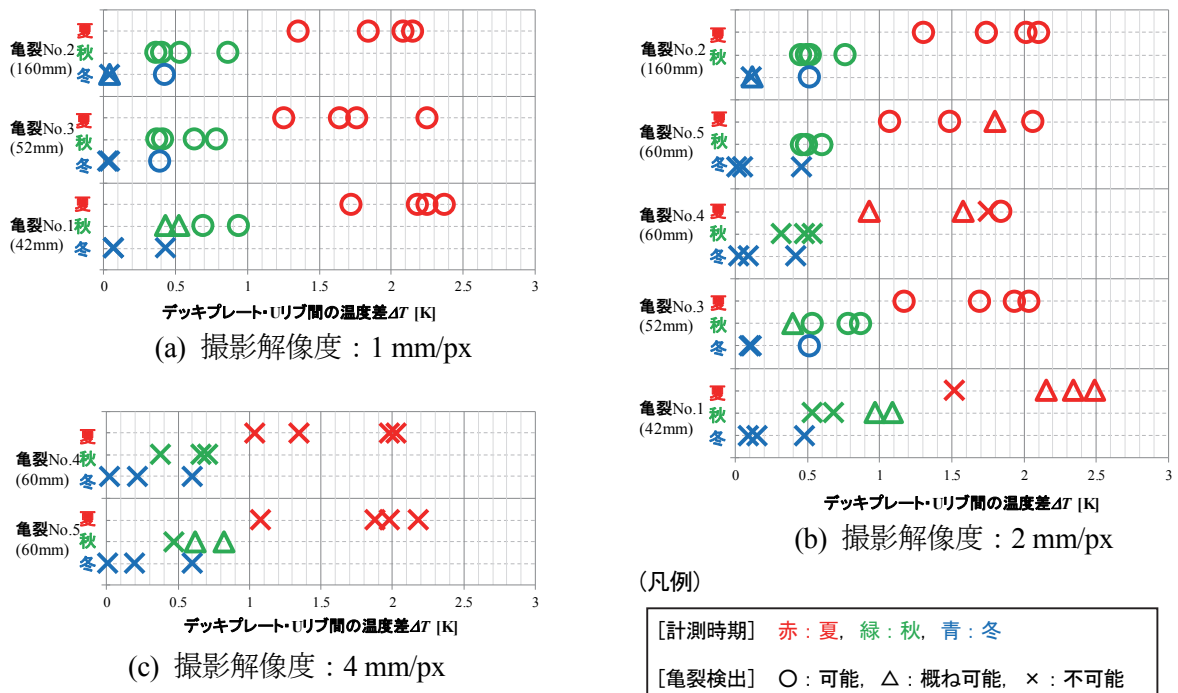 夏
亀裂No.2 秋
(160mm) 冬
夏
亀裂No.3 秋
(52mm) 冬
夏
亀裂No.1 秋
(42mm) 冬
0 0.5 1 1.5 2 2.5 3
デッキプレート・Uリブ間の温度差ΔT [K]
(a) 撮影解像度：1 mm/px
夏
亀裂No.2 秋
(160mm) 冬
夏
亀裂No.5 秋
(60mm) 冬
夏
亀裂No.4 秋
(60mm) 冬
夏
亀裂No.3 秋
(52mm) 冬
夏
亀裂No.1 秋
(42mm) 冬
0 0.5 1 1.5 2 2.5 3
デッキプレート・Uリブ間の温度差ΔT [K]
(b) 撮影解像度：2 mm/px
夏
亀裂No.4 秋
(60mm) 冬
夏
亀裂No.5 秋
(60mm) 冬
0 0.5 1 1.5 2 2.5 3
デッキプレート・Uリブ間の温度差ΔT [K]
(c) 撮影解像度：4 mm/px
(凡例)
[計測時期] 赤：夏, 緑：秋, 青：冬
[亀裂検出] ○：可能, △：概ね可能, ×：不可能